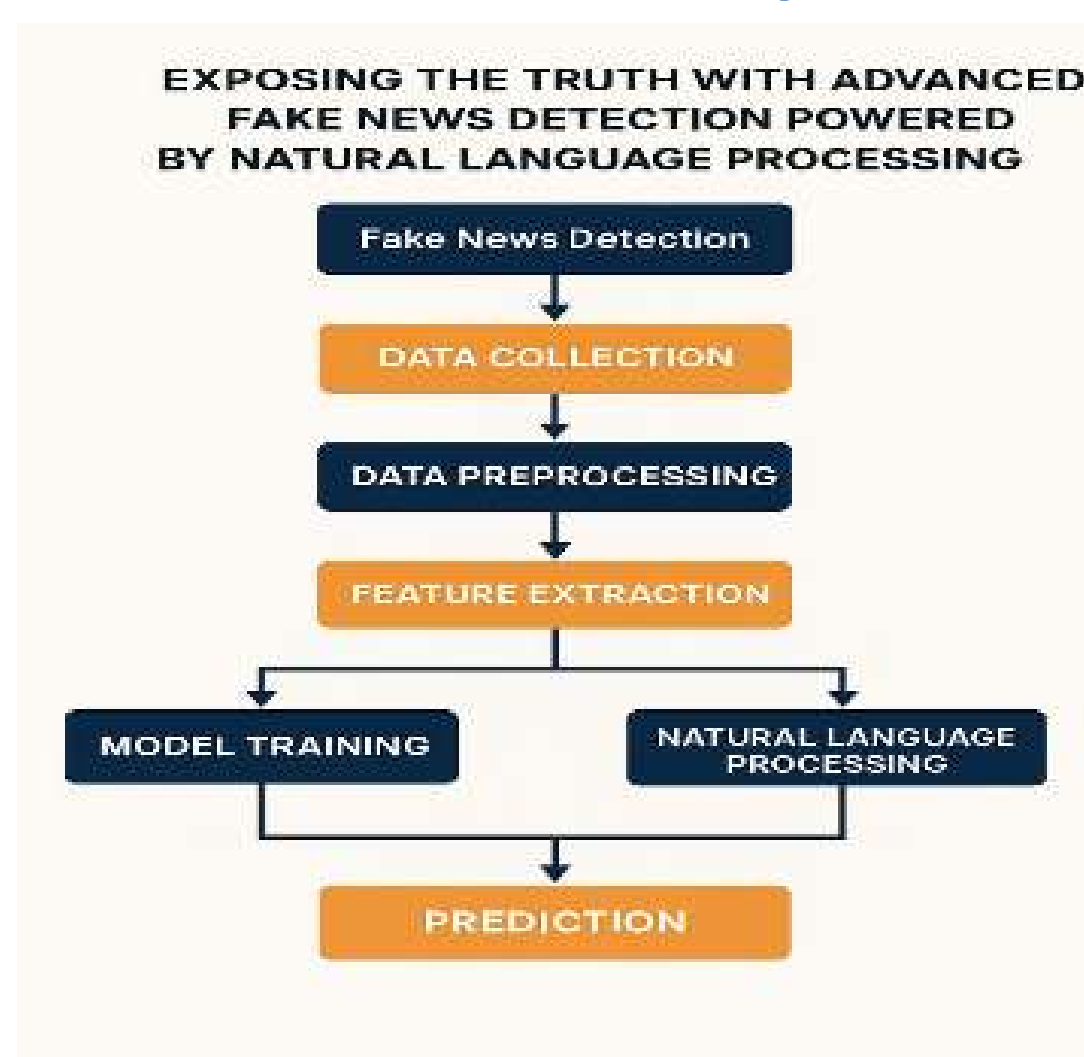 EXPOSING THE TRUTH WITH ADVANCED
FAKE NEWS DETECTION POWERED
BY NATURAL LANGUAGE PROCESSING
Fake News Detection
DATA COLLECTION
DATA PREPROCESSING
FEATURE EXTRACTION
MODEL TRAINING
NATURAL LANGUAGE
PROCESSING
PREDICTION